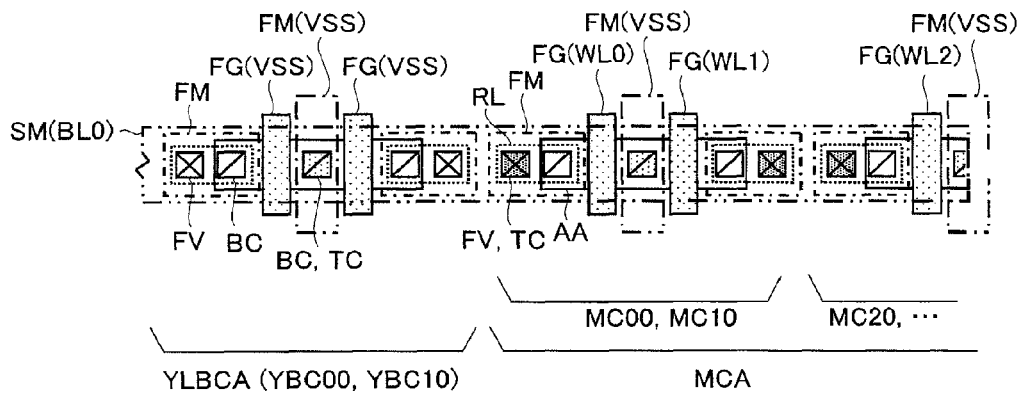 FM(VSS)
FM(VSS)
FM(VSS)
FG(VSS)
FG(VSS)
FG(WL0)
FG(WL1)
FG(WL2)
FM
RL
FM
SM(BL0)
FV
BC
BC, TC
FV, TC
AA
MC00, MC10
MC20, ･･･
YLBCA (YBC00, YBC10)
MCA